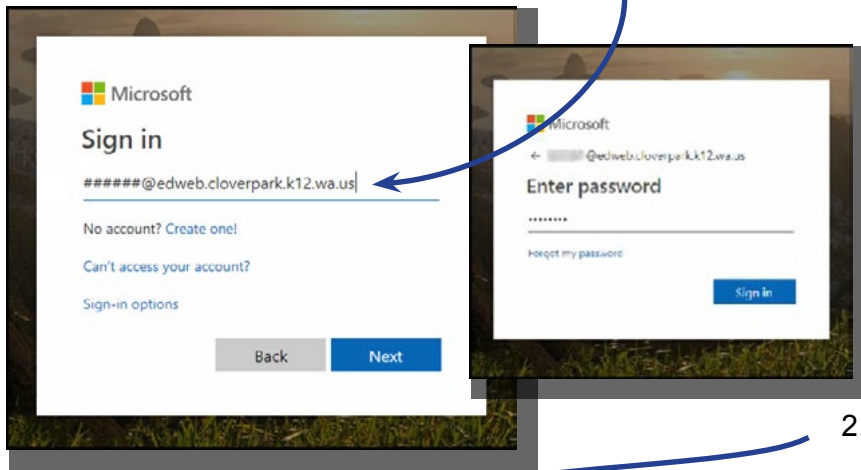 Microsoft
Sign in
######@edweb.cloverpark.k12.wa.us
No account? Create one!
Can't access your account?
Sign-in options
Back
Next
Microsoft
← @edweb.cloverpark.k12.wa.us
Enter password
••••••••
Forgot my password
Sign in
2